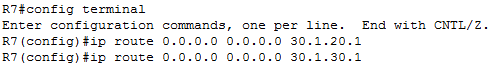 R7#config terminal
Enter configuration commands, one per line.  End with CNTL/Z.
R7(config)#ip route 0.0.0.0 0.0.0.0 30.1.20.1
R7(config)#ip route 0.0.0.0 0.0.0.0 30.1.30.1